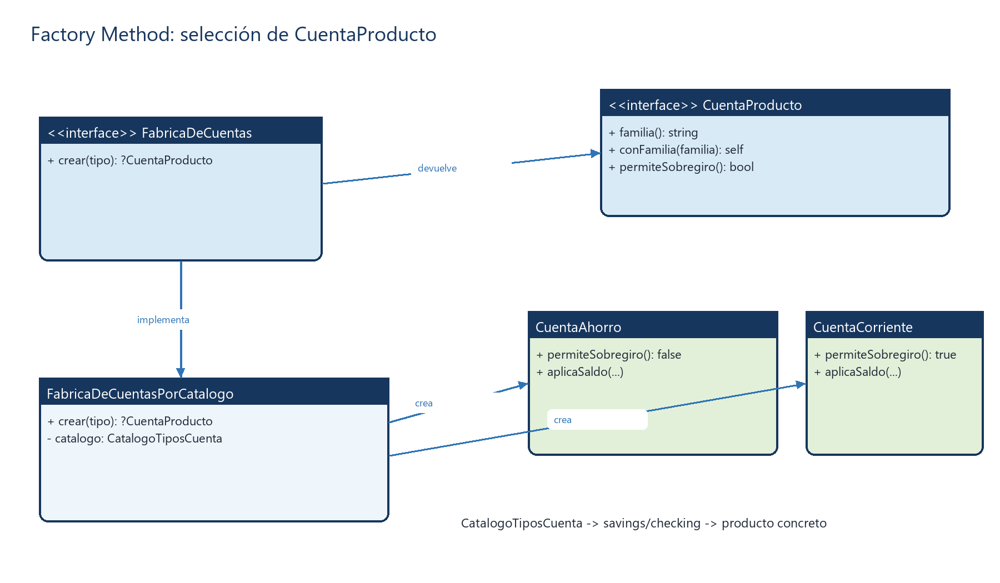 Factory Method: selección de CuentaProducto
<<interface>> FabricaDeCuentas
+ crear(tipo): ?CuentaProducto
devuelve
<<interface>> CuentaProducto
+ familia(): string
+ conFamilia(familia): self
+ permiteSobregiro(): bool
implementa
FabricaDeCuentasPorCatalogo
+ crear(tipo): ?CuentaProducto
- catalogo: CatalogoTiposCuenta
crea
crea
CuentaAhorro
+ permiteSobregiro(): false
+ aplicaSaldo(...)
CuentaCorriente
+ permiteSobregiro(): true
+ aplicaSaldo(...)
CatalogoTiposCuenta -> savings/checking -> producto concreto